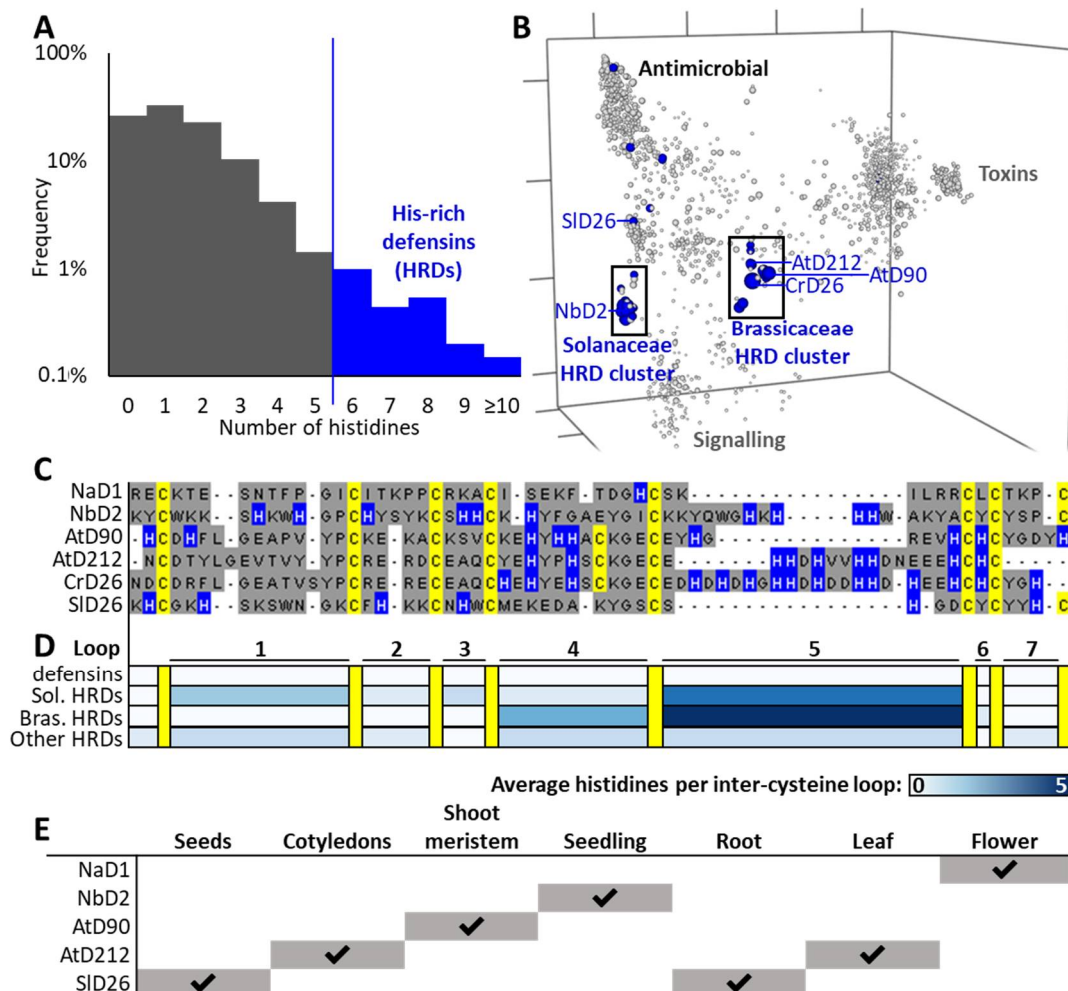 A
100%
10%
1%
0.1%
Frequency
0 1 2 3 4 5 6 7 8 9 ≥10
Number of histidines
His-rich
defensins
(HRDs)
B
Antimicrobial
Toxins
SlD26
AtD212
AtD90
CrD26
NbD2
Solanaceae
HRD cluster
Brassicaceae
HRD cluster
Signalling
C
NaD1 RECKTE--SNTFP-GICITKPPCRKACI-SEKF-TDGHCSK----------------ILRRCLCTKP-C
NbD2 KYCWKK--SHKWH-GPCHYSYKCSHHCK-HYFGAEYGICKKYQWGHKH-----HHW-AKYACYCYSP-C
AtD90 -HCDHFL-GEAPV-YPCKE-KACKSVCKEHYHHACKGECEYHG--------------REVHCHCYGDYH
AtD212 -NCDTYLGEVTVY-YPCRE-RDCEAQCYEHYPHSCKGECE-------HHDHVVHHDNEEEHCHC-----
CrD26 NDCDRFL-GEATVSYPCRE-RECEAQCHEHYEHSCKGECEDHDHDHGHHDHDDHHD-HEEHCHCYGH--
SlD26 KHCGKH--SKSWN-GKCFH-KKCNHWCMEKEDA-KYGSCS-----------------H-GDCYCYYH-C
D Loop 1 2 3 4 5 6 7
defensins
Sol. HRDs
Bras. HRDs
Other HRDs
Average histidines per inter-cysteine loop: 0 5
E
Seeds Cotyledons Shoot meristem Seedling Root Leaf Flower
NaD1 ✓
NbD2 ✓
AtD90 ✓
AtD212 ✓ ✓
SlD26 ✓ ✓